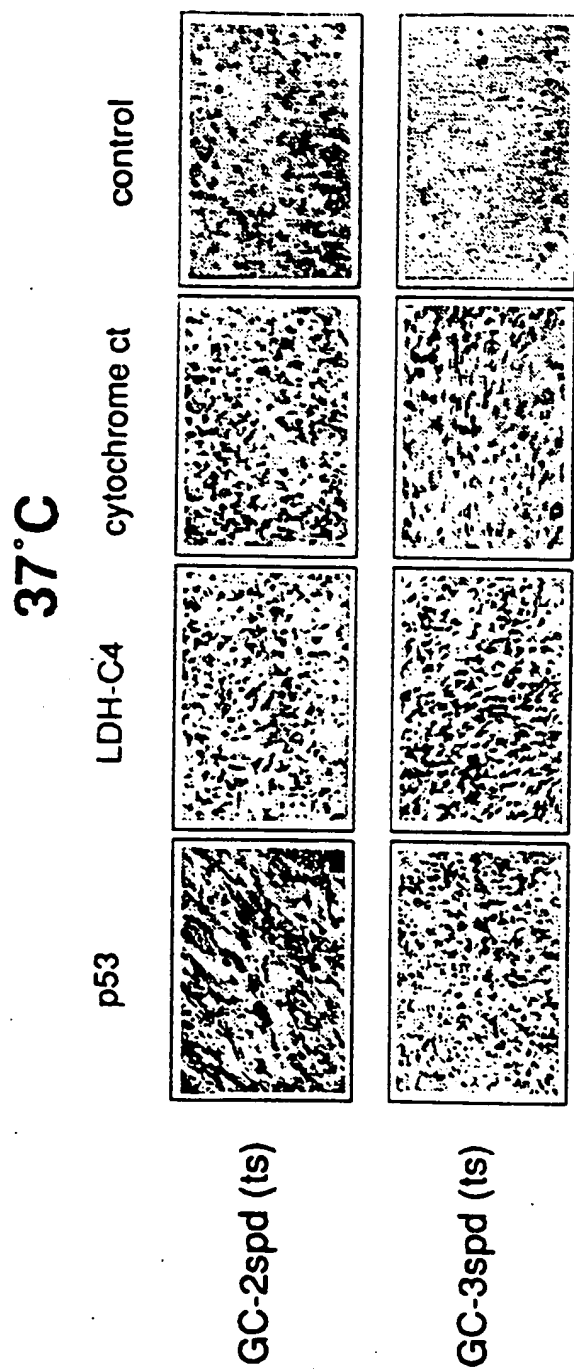 37°C
p53
LDH-C4
cytochrome ct
control
GC-2spd (ts)
GC-3spd (ts)